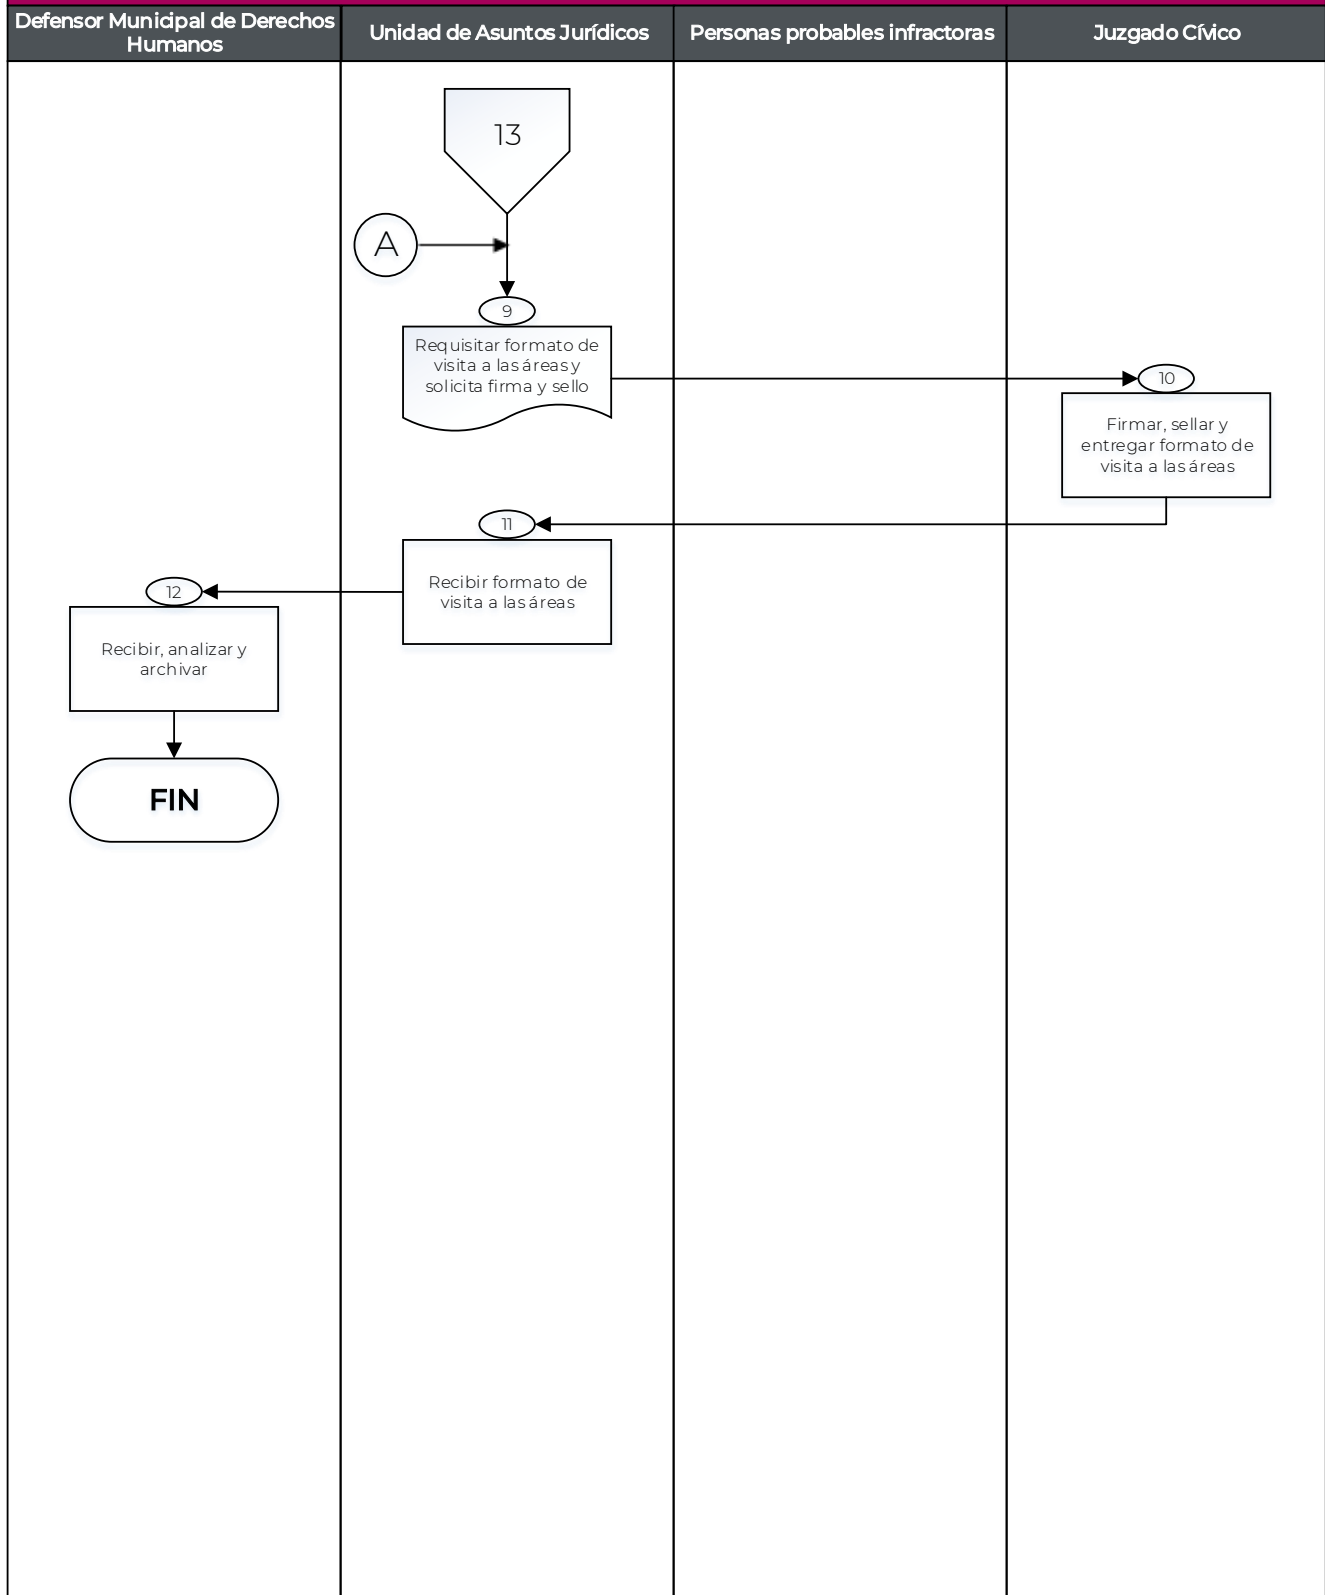 Defensor Municipal de Derechos
Humanos
Unidad de Asuntos Jurídicos
Personas probables infractoras
Juzgado Cívico
13
A
9
Requisitar formato de
visita a las áreas y
solicita firma y sello
10
Firmar, sellar y
entregar formato de
visita a las áreas
11
Recibir formato de
visita a las áreas
12
Recibir, analizar y
archivar
FIN